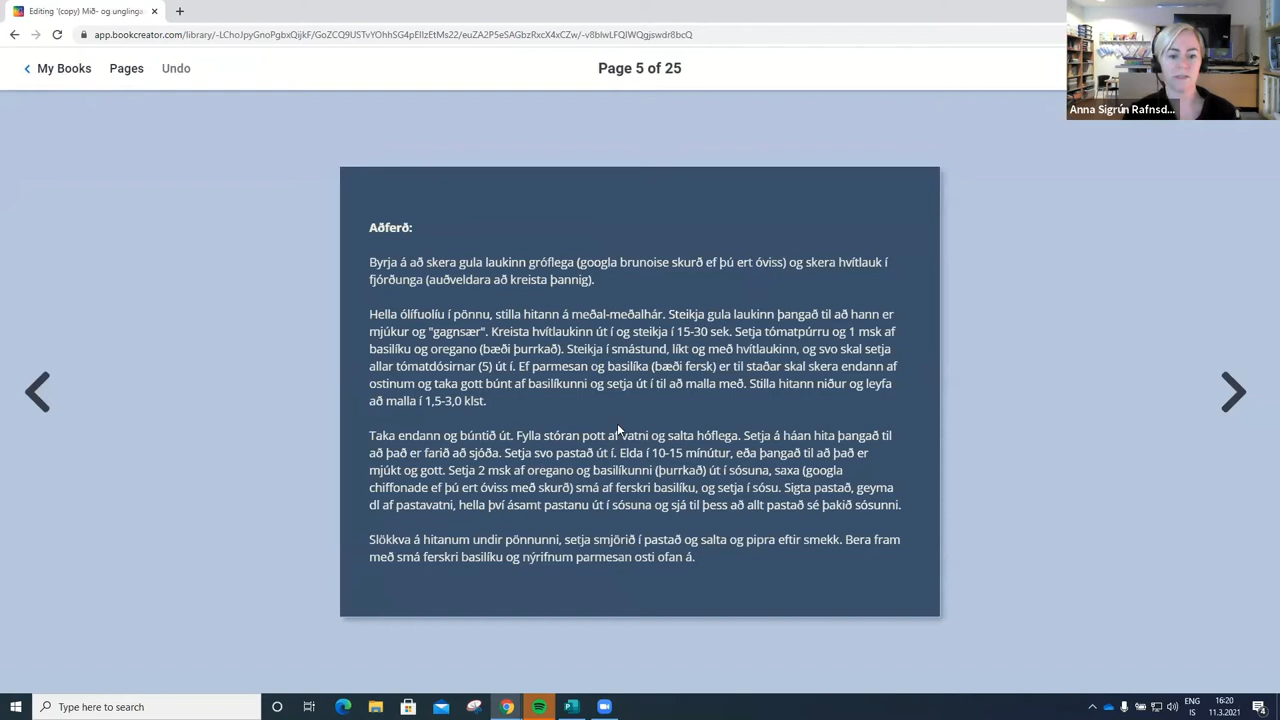 Editing '(copy) Mið- og unglinga
app.bookcreator.com/library/
My Books
Pages
Undo
Page 5 of 25
Anna Sigrún Rafnsd...
Aðferð:
Byrja á að skera gula laukinn gróflega (googla brunoise skurð ef þú ert óviss) og skera hvítlauk í
fjórðunga (auðveldara að kreista þannig).
Hella ólífuolíu í pönnu, stilla hitann á meðal-meðalhár. Steikja gula laukinn þangað til að hann er
mjúkur og "gagnsær". Kreista hvítlaukinn út í og steikja í 15-30 sek. Setja tómatpúrru og 1 msk af
basilíku og oregano (bæði þurrkað). Steikja í smástund, líkt og með hvítlaukinn, og svo skal setja
allar tómatdósirnar (5) út í. Ef parmesan og basilíka (bæði fersk) er til staðar skal skera endann af
ostinum og taka gott búnt af basilíkunni og setja út í til að malla með. Stilla hitann niður og leyfa
að malla í 1,5-3,0 klst.
Taka endann og búntið út. Fylla stóran pott af vatni og salta hóflega. Setja á háan hita þangað til
að það er farið að sjóða. Setja svo pastað út í. Elda í 10-15 mínútur, eða þangað til að það er
mjúkt og gott. Setja 2 msk af oregano og basilíkunni (þurrkað) út í sósuna, saxa (googla
chiffonade ef þú ert óviss með skurð) smá af ferskri basilíku, og setja í sósu. Sigta pastað, geyma
dl af pastavatni, hella því ásamt pastanu út í sósuna og sjá til þess að allt pastað sé þakið sósunni.
Slökkva á hitanum undir pönnunni, setja smjörið í pastað og salta og pipra eftir smekk. Bera fram
með smá ferskri basilíku og nýrifnum parmesan osti ofan á.
Type here to search
ENG
IS
16:20
11.3.2021
4